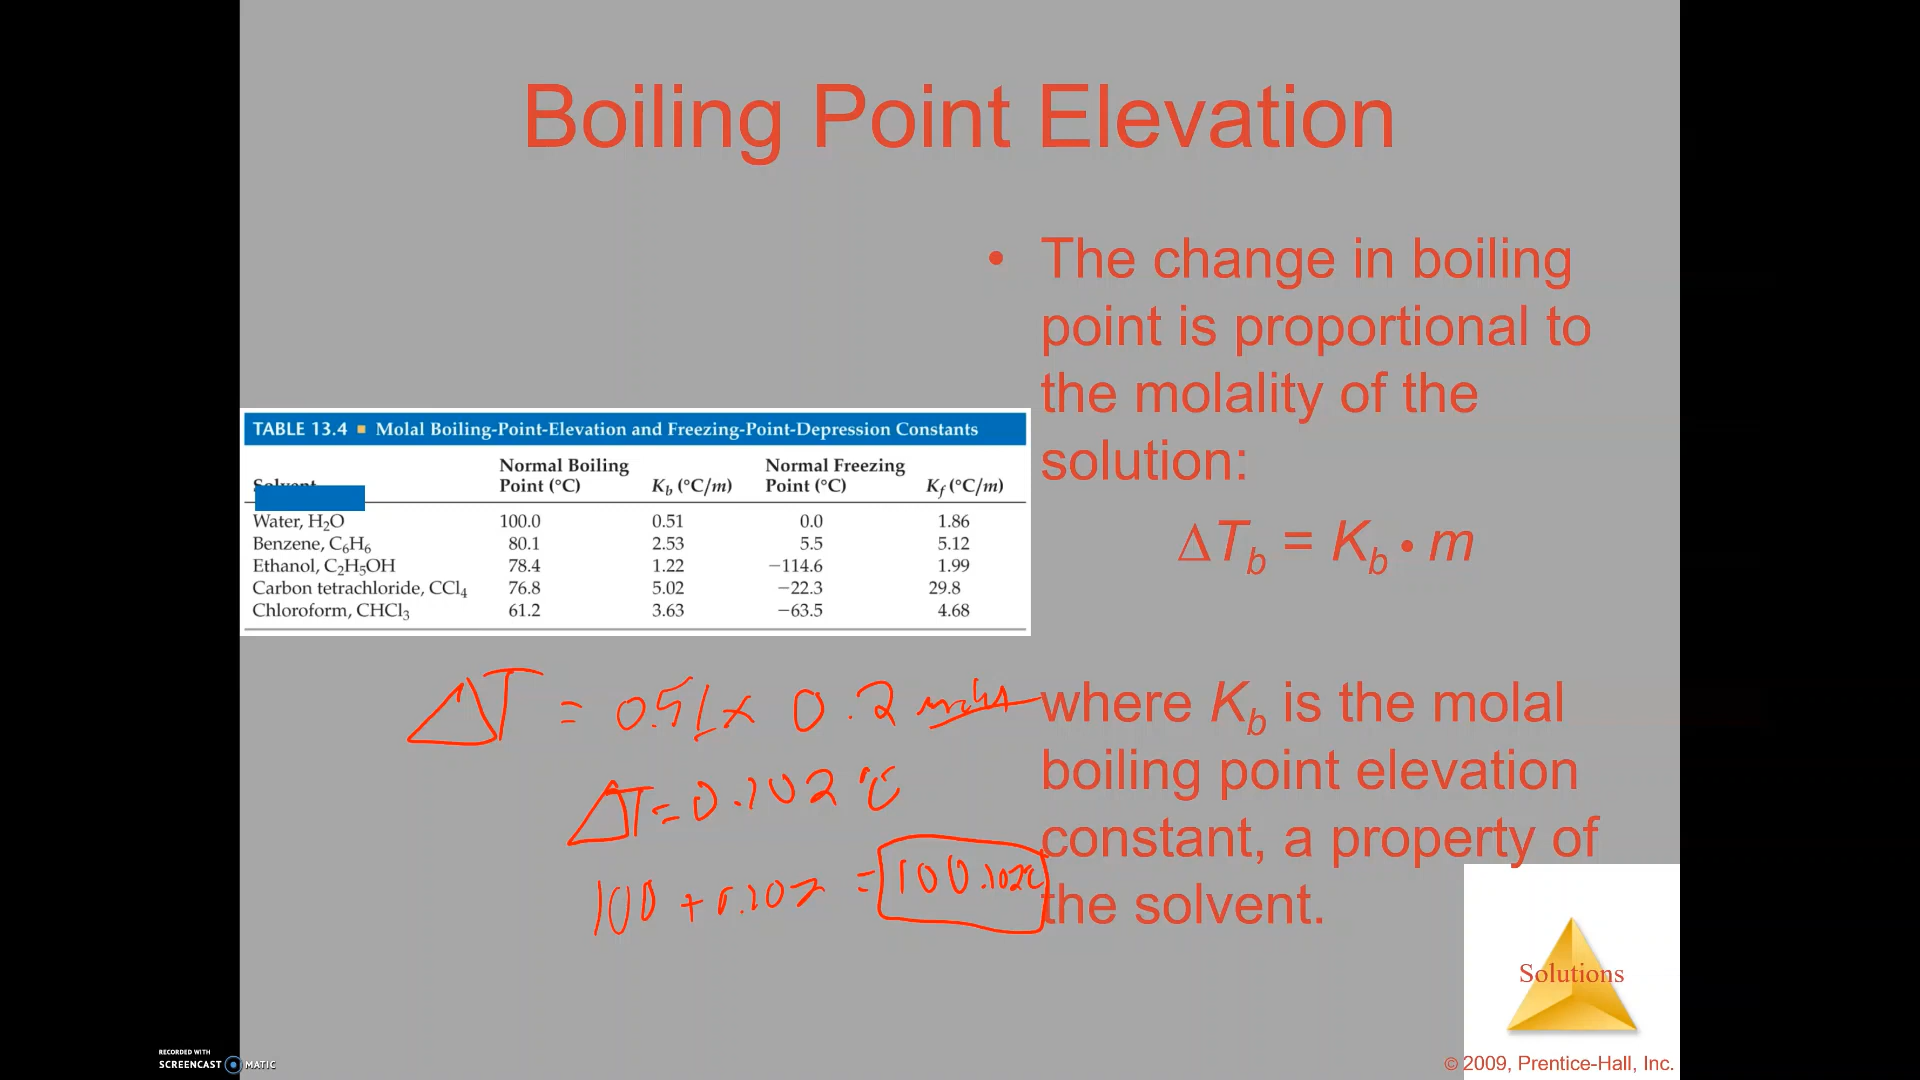 Boiling Point Elevation
• The change in boiling
point is proportional to
the molality of the
solution:
ΔTb = Kb • m
where Kb is the molal
boiling point elevation
constant, a property of
the solvent.
TABLE 13.4 ■ Molal Boiling-Point-Elevation and Freezing-Point-Depression Constants
Solvent Normal Boiling Point (°C) Kb (°C/m) Normal Freezing Point (°C) Kf (°C/m)
Water, H₂O 100.0 0.51 0.0 1.86
Benzene, C₆H₆ 80.1 2.53 5.5 5.12
Ethanol, C₂H₅OH 78.4 1.22 −114.6 1.99
Carbon tetrachloride, CCl₄ 76.8 5.02 −22.3 29.8
Chloroform, CHCl₃ 61.2 3.63 −63.5 4.68
ΔT = 0.51 x 0.2
ΔT = 0.102 °C
100 + 0.102 = 100.102°C
Solutions
© 2009, Prentice-Hall, Inc.
RECORDED WITH
SCREENCAST MATIC